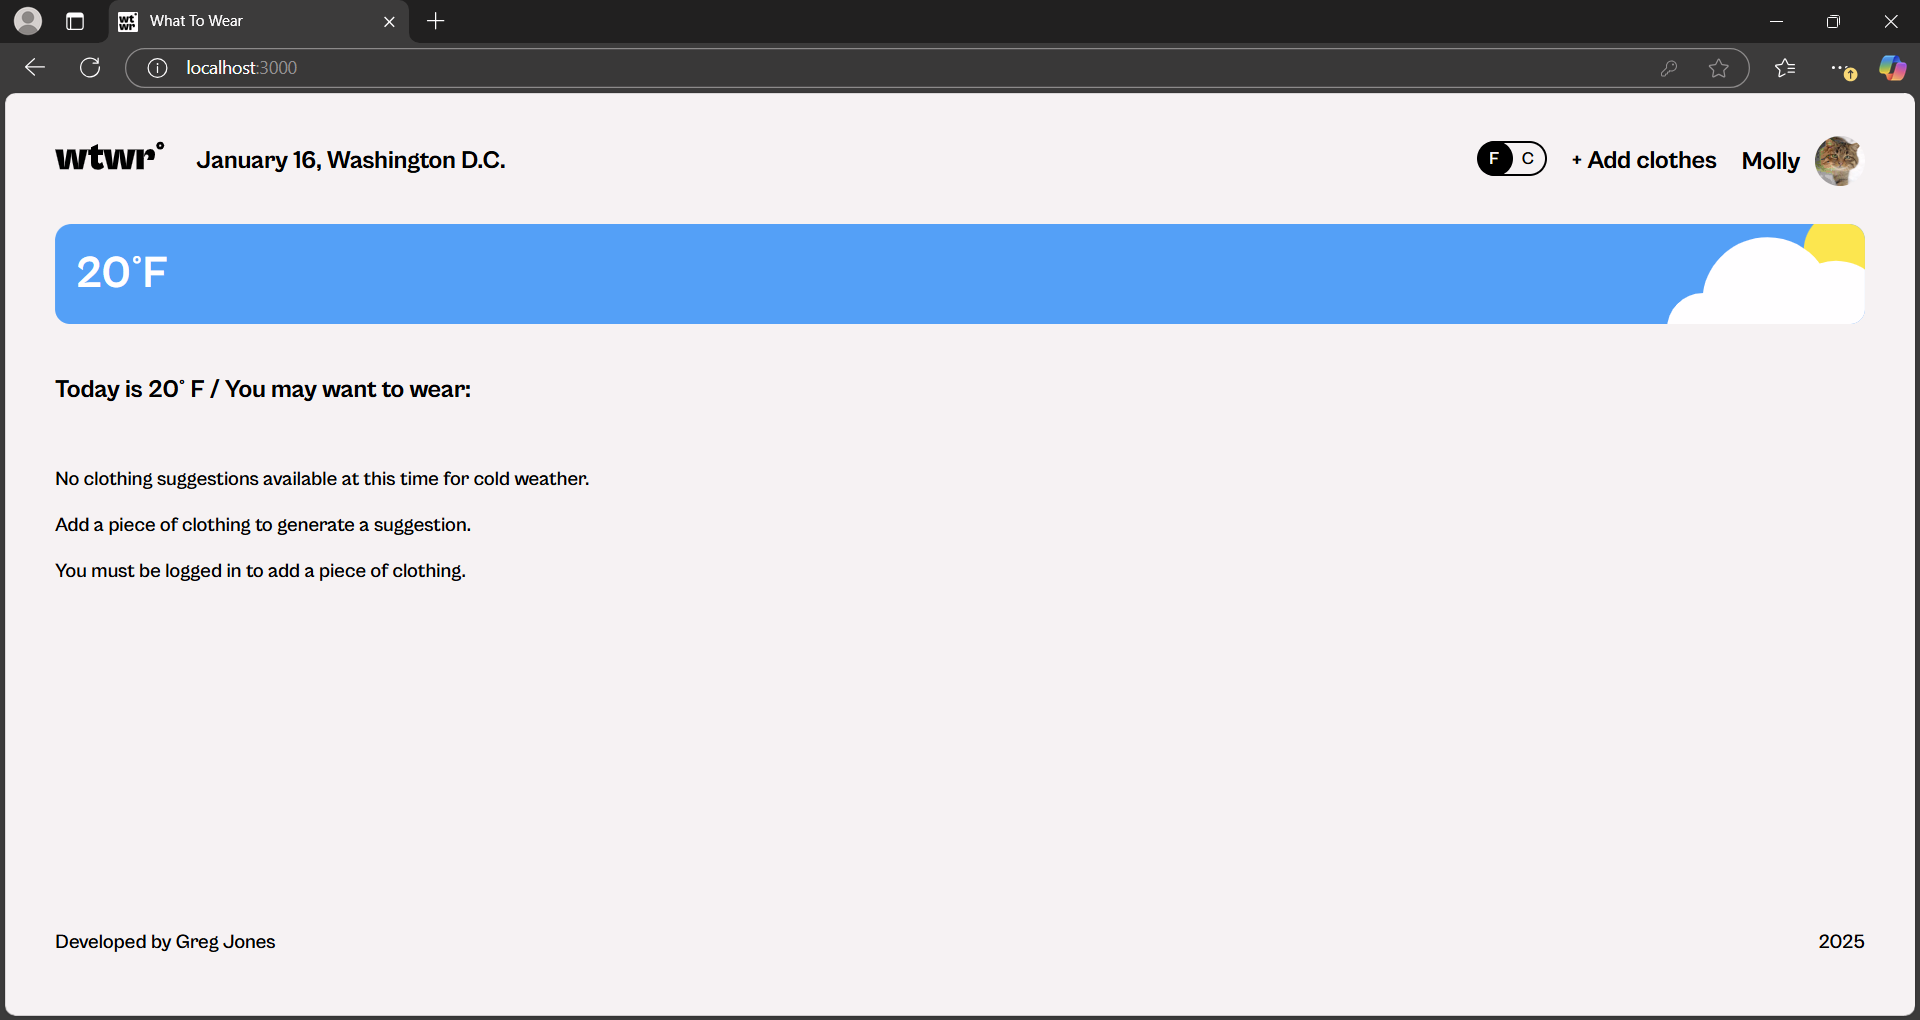 What To Wear
localhost:3000
wtwr° January 16, Washington D.C. F C + Add clothes Molly
20°F
Today is 20° F / You may want to wear:
No clothing suggestions available at this time for cold weather.
Add a piece of clothing to generate a suggestion.
You must be logged in to add a piece of clothing.
Developed by Greg Jones 2025